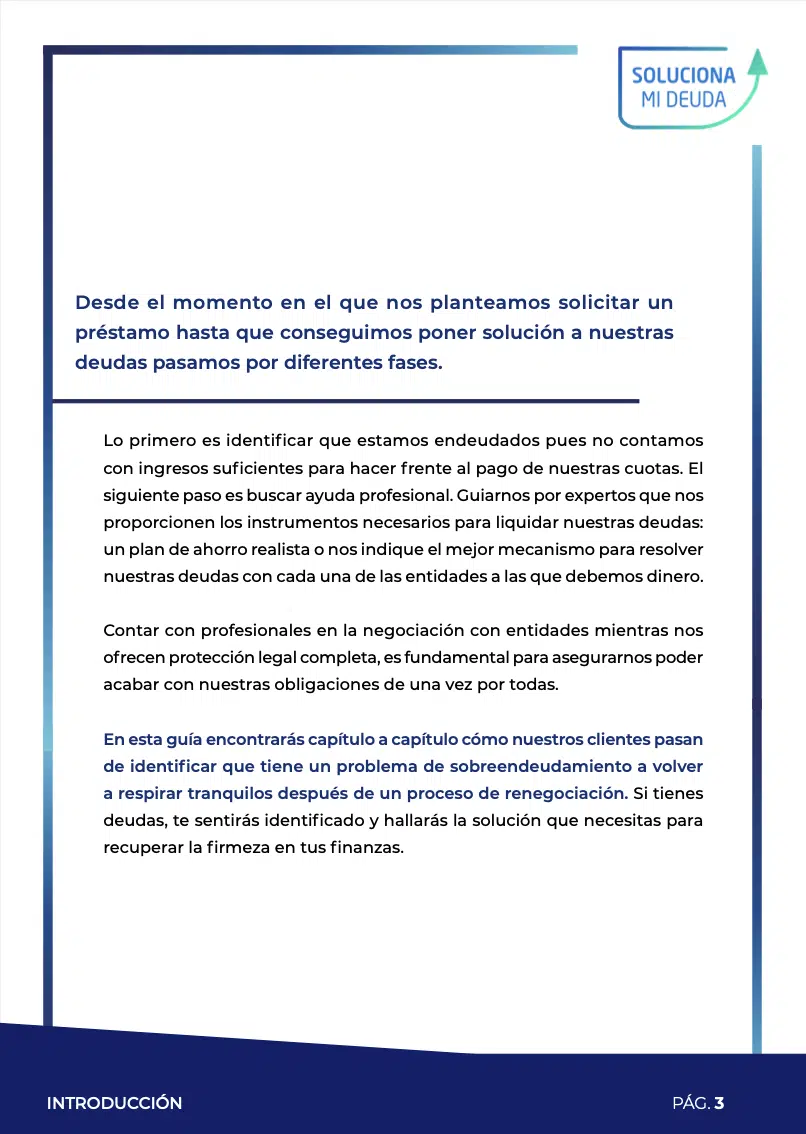 SOLUCIONA
MI DEUDA
Desde el momento en el que nos planteamos solicitar un
préstamo hasta que conseguimos poner solución a nuestras
deudas pasamos por diferentes fases.
Lo primero es identificar que estamos endeudados pues no contamos
con ingresos suficientes para hacer frente al pago de nuestras cuotas. El
siguiente paso es buscar ayuda profesional. Guiarnos por expertos que nos
proporcionen los instrumentos necesarios para liquidar nuestras deudas:
un plan de ahorro realista o nos indique el mejor mecanismo para resolver
nuestras deudas con cada una de las entidades a las que debemos dinero.
Contar con profesionales en la negociación con entidades mientras nos
ofrecen protección legal completa, es fundamental para asegurarnos poder
acabar con nuestras obligaciones de una vez por todas.
En esta guía encontrarás capítulo a capítulo cómo nuestros clientes pasan
de identificar que tiene un problema de sobreendeudamiento a volver
a respirar tranquilos después de un proceso de renegociación. Si tienes
deudas, te sentirás identificado y hallarás la solución que necesitas para
recuperar la firmeza en tus finanzas.
INTRODUCCIÓN
PÁG. 3